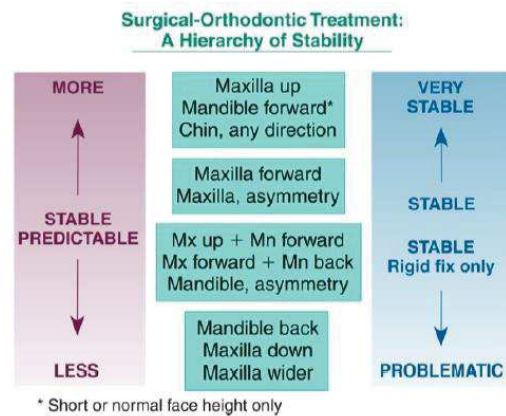 Surgical-Orthodontic Treatment:
A Hierarchy of Stability
MORE
STABLE
PREDICTABLE
LESS
Maxilla up
Mandible forward*
Chin, any direction
Maxilla forward
Maxilla, asymmetry
Mx up + Mn forward
Mx forward + Mn back
Mandible, asymmetry
Mandible back
Maxilla down
Maxilla wider
VERY
STABLE
STABLE
STABLE
Rigid fix only
PROBLEMATIC
* Short or normal face height only